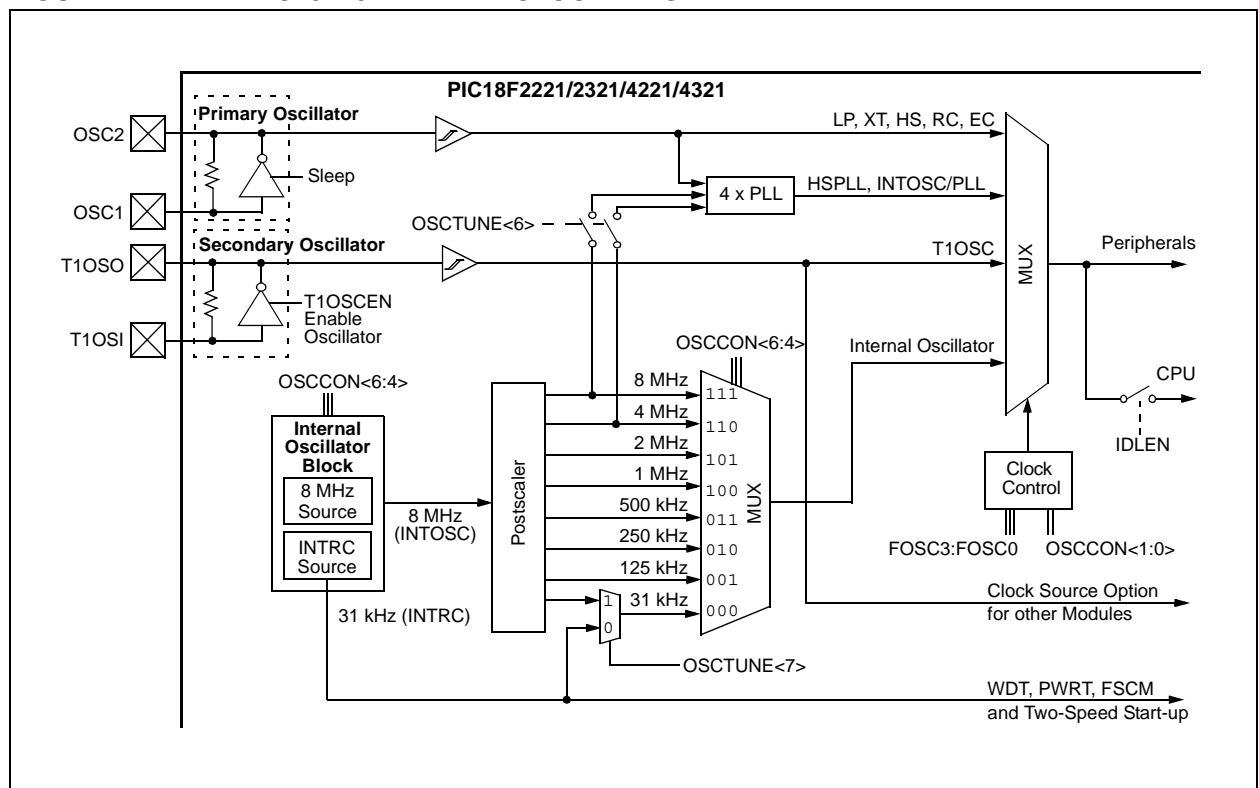 PIC18F2221/2321/4221/4321
Primary Oscillator
OSC2
Sleep
OSC1
LP, XT, HS, RC, EC
4 x PLL
HSPLL, INTOSC/PLL
OSCTUNE<6>
Secondary Oscillator
T1OSO
T1OSCEN
Enable
Oscillator
T1OSI
T1OSC
MUX
Peripherals
Internal Oscillator
CPU
IDLEN
Clock
Control
FOSC3:FOSC0
OSCCON<1:0>
OSCCON<6:4>
Internal
Oscillator
Block
8 MHz
Source
INTRC
Source
8 MHz
(INTOSC)
31 kHz (INTRC)
Postscaler
OSCCON<6:4>
8 MHz
111
4 MHz
110
2 MHz
101
1 MHz
100
500 kHz
011
250 kHz
010
125 kHz
001
1
0
31 kHz
000
MUX
OSCTUNE<7>
Clock Source Option
for other Modules
WDT, PWRT, FSCM
and Two-Speed Start-up